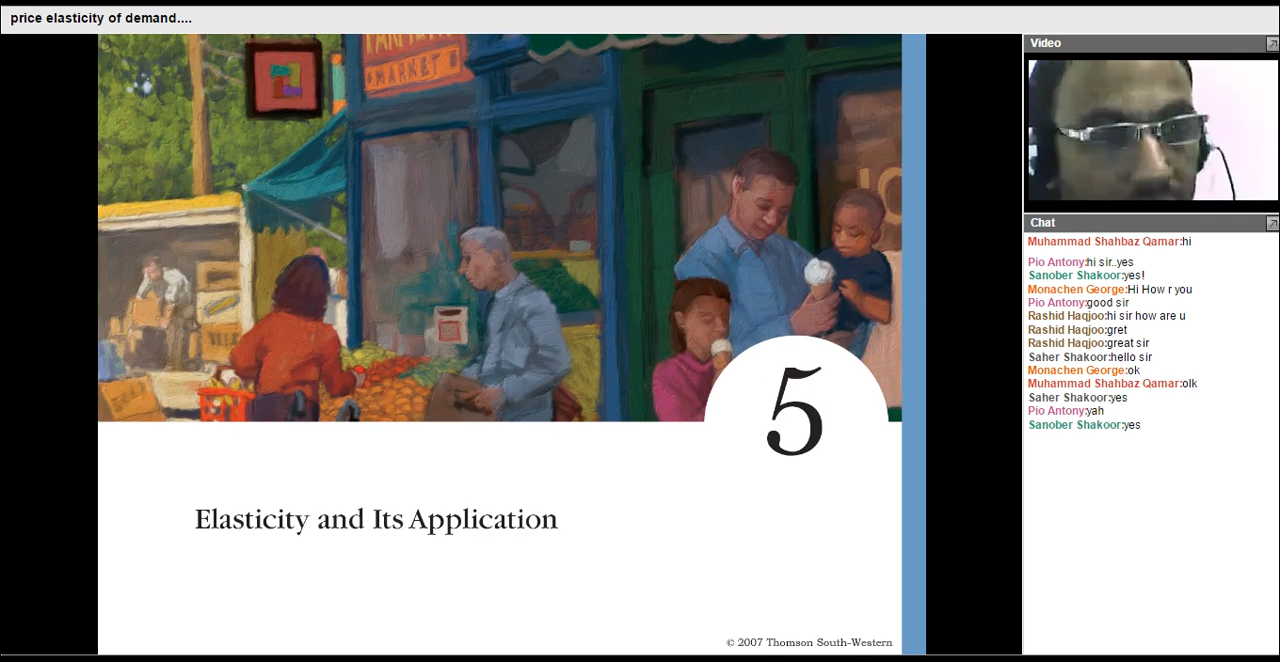 price elasticity of demand....
MARKET
5
Elasticity and Its Application
© 2007 Thomson South-Western
Video
Chat
Muhammad Shahbaz Qamar:hi
Pio Antony:hi sir..yes
Sanober Shakoor:yes!
Monachen George:Hi How r you
Pio Antony:good sir
Rashid Haqjoo:hi sir how are u
Rashid Haqjoo:gret
Rashid Haqjoo:great sir
Saher Shakoor:hello sir
Monachen George:ok
Muhammad Shahbaz Qamar:olk
Saher Shakoor:yes
Pio Antony:yah
Sanober Shakoor:yes